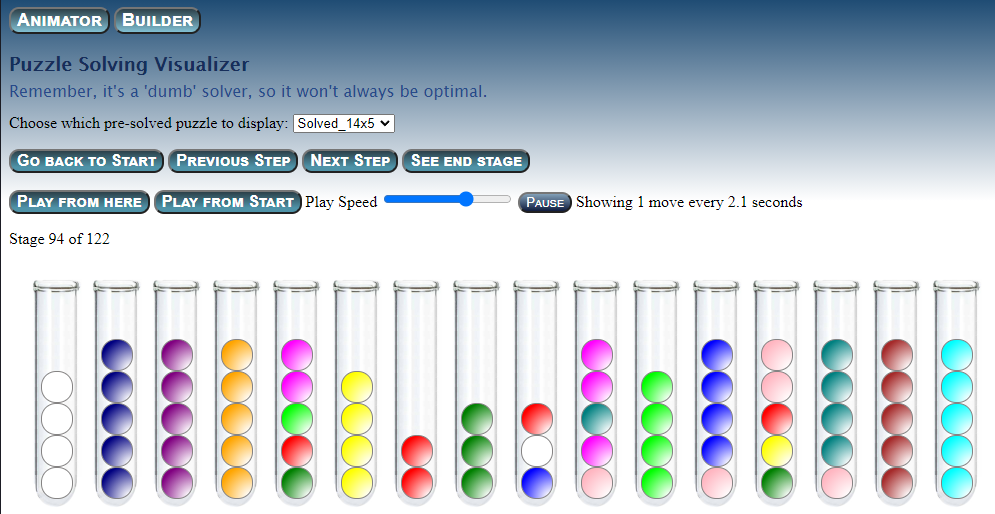 Animator Builder
Puzzle Solving Visualizer
Remember, it's a 'dumb' solver, so it won't always be optimal.
Choose which pre-solved puzzle to display: Solved_14x5
Go back to Start Previous Step Next Step See end stage
Play from here Play from Start Play Speed Pause Showing 1 move every 2.1 seconds
Stage 94 of 122